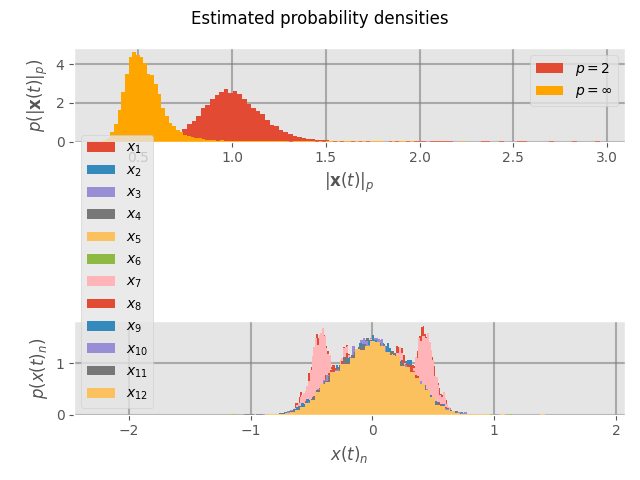 Estimated probability densities
p(|x(t)|p)
4
2
0
p = 2
p = ∞
0.5
1.0
1.5
2.0
2.5
3.0
|x(t)|p
x1
x2
x3
x4
x5
x6
x7
x8
x9
x10
x11
x12
p(x(t)n)
1
0
−2
−1
0
1
2
x(t)n